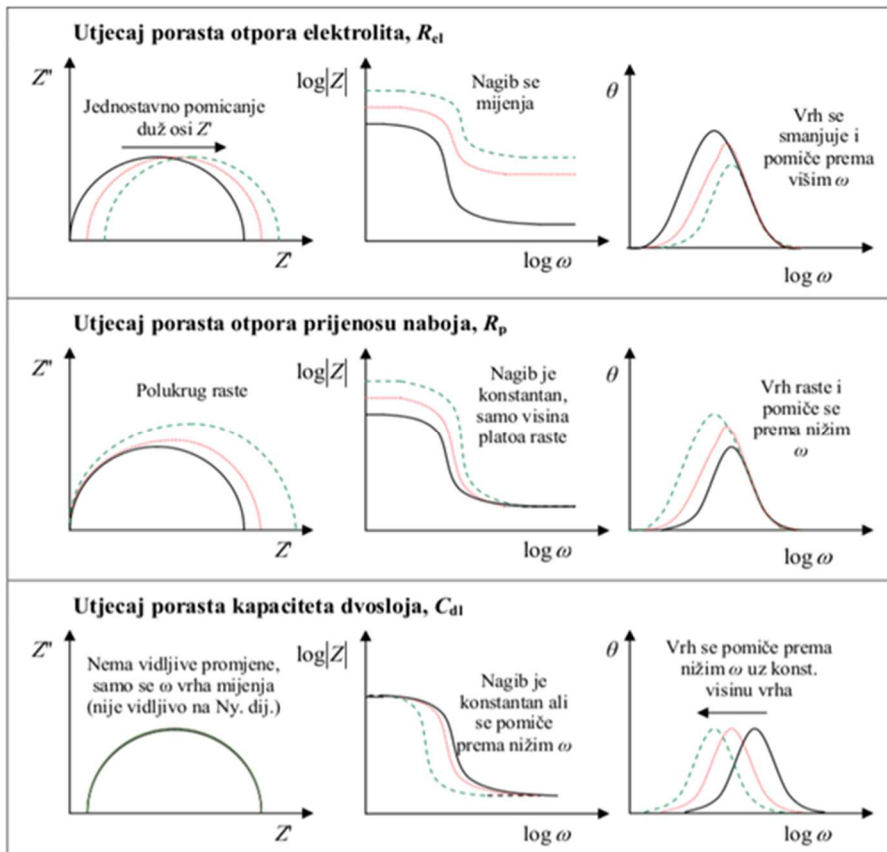 Utjecaj porasta otpora elektrolita, Rel
Z''
Jednostavno pomicanje
duž osi Z'
Z'
log|Z|
Nagib se
mijenja
log ω
θ
Vrh se
smanjuje i
pomiče prema
višim ω
log ω
Utjecaj porasta otpora prijenosu naboja, Rp
Z''
Polukrug raste
Z'
log|Z|
Nagib je
konstantan,
samo visina
platoa raste
log ω
θ
Vrh raste i
pomiče se
prema nižim
ω
log ω
Utjecaj porasta kapaciteta dvosloja, Cdl
Z''
Nema vidljive promjene,
samo se ω vrha mijenja
(nije vidljivo na Ny. dij.)
Z'
log|Z|
Nagib je
konstantan ali
se pomiče
prema nižim ω
log ω
θ
Vrh se pomiče prema
nižim ω uz konst.
visinu vrha
log ω